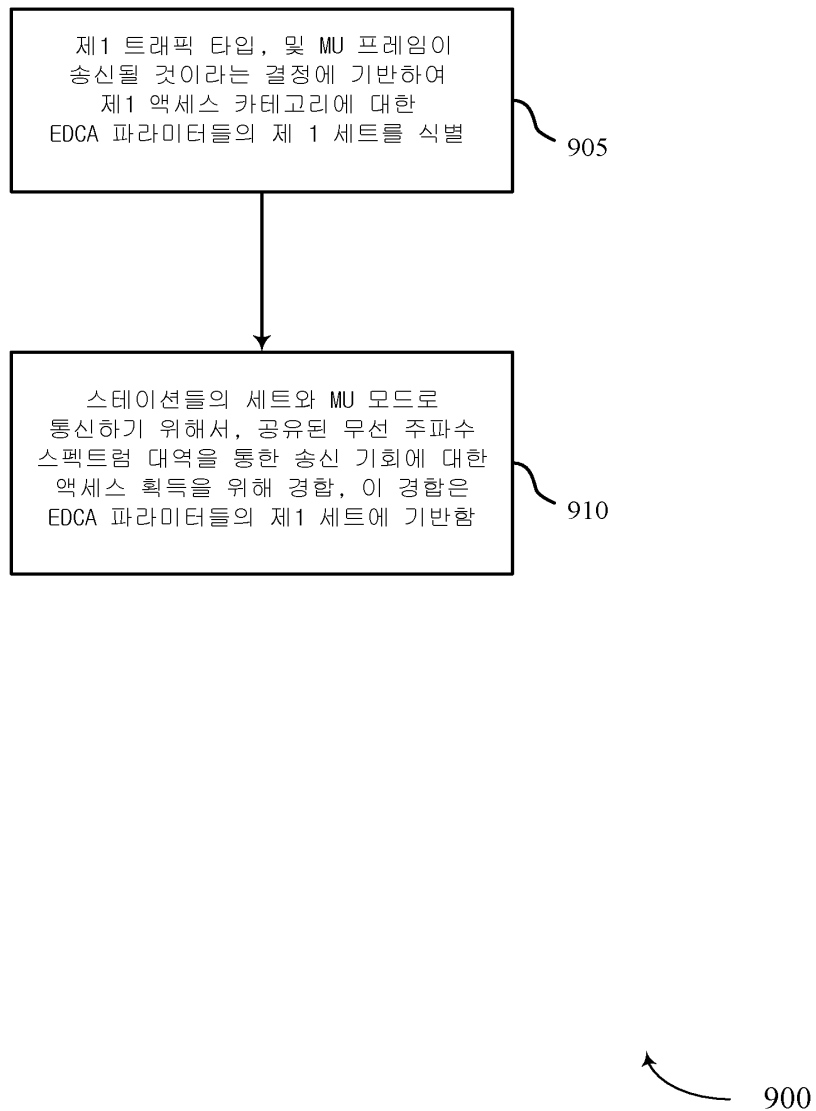 제1 트래픽 타입, 및 MU 프레임이
송신될 것이라는 결정에 기반하여
제1 액세스 카테고리에 대한
EDCA 파라미터들의 제 1 세트를 식별
905
스테이션들의 세트와 MU 모드로
통신하기 위해서, 공유된 무선 주파수
스펙트럼 대역을 통한 송신 기회에 대한
액세스 획득을 위해 경합, 이 경합은
EDCA 파라미터들의 제1 세트에 기반함
910
900